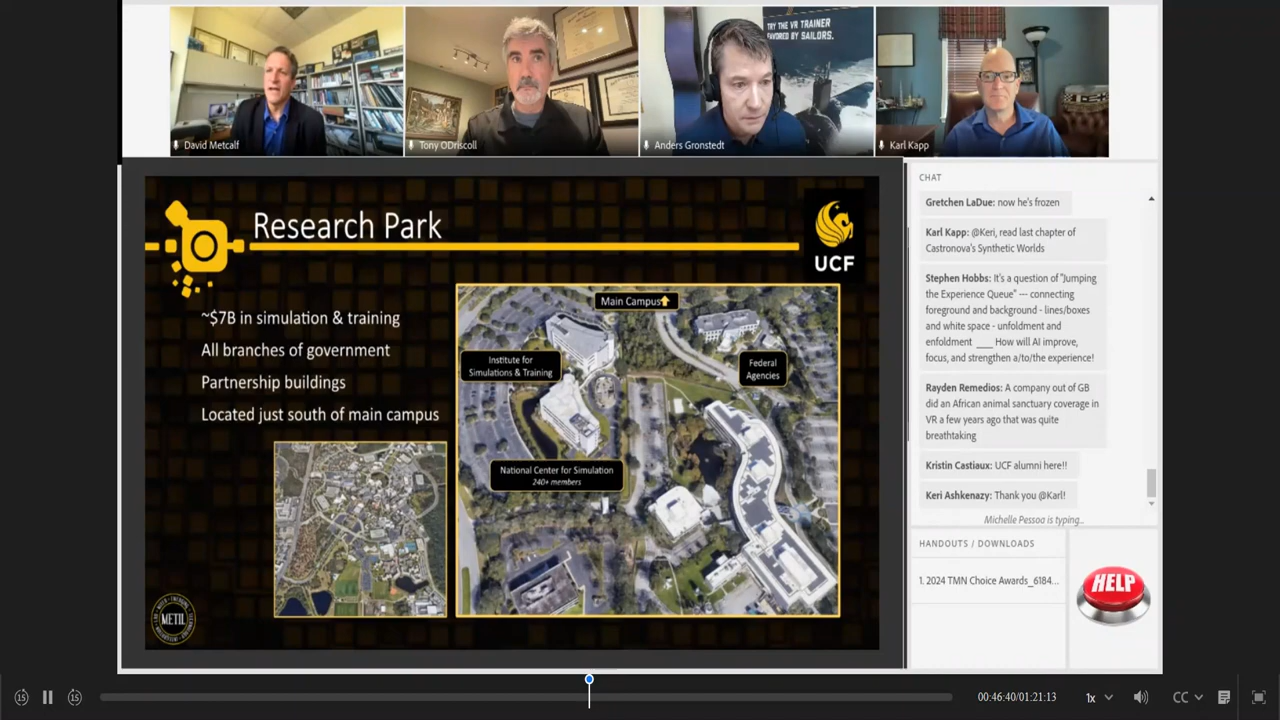 TRY THE VR TRAINER
FAVORED BY SAILORS.
David Metcalf
Tony ODriscoll
Anders Gronstedt
Karl Kapp
Research Park
UCF
~$7B in simulation & training
All branches of government
Partnership buildings
Located just south of main campus
Main Campus
Institute for
Simulations & Training
Federal
Agencies
National Center for Simulation
240+ members
METIL
CHAT
Gretchen LaDue: now he's frozen
Karl Kapp: @Keri, read last chapter of
Castronova's Synthetic Worlds
Stephen Hobbs: It's a question of "Jumping
the Experience Queue" --- connecting
foreground and background - lines/boxes
and white space - unfoldment and
enfoldment ___ How will AI improve,
focus, and strengthen a/to/the experience!
Rayden Remedios: A company out of GB
did an African animal sanctuary coverage in
VR a few years ago that was quite
breathtaking
Kristin Castiaux: UCF alumni here!!
Keri Ashkenazy: Thank you @Karl!
Michelle Pessoa is typing...
HANDOUTS / DOWNLOADS
1. 2024 TMN Choice Awards_6184...
HELP
15
15
00:46:40/01:21:13
1x
CC